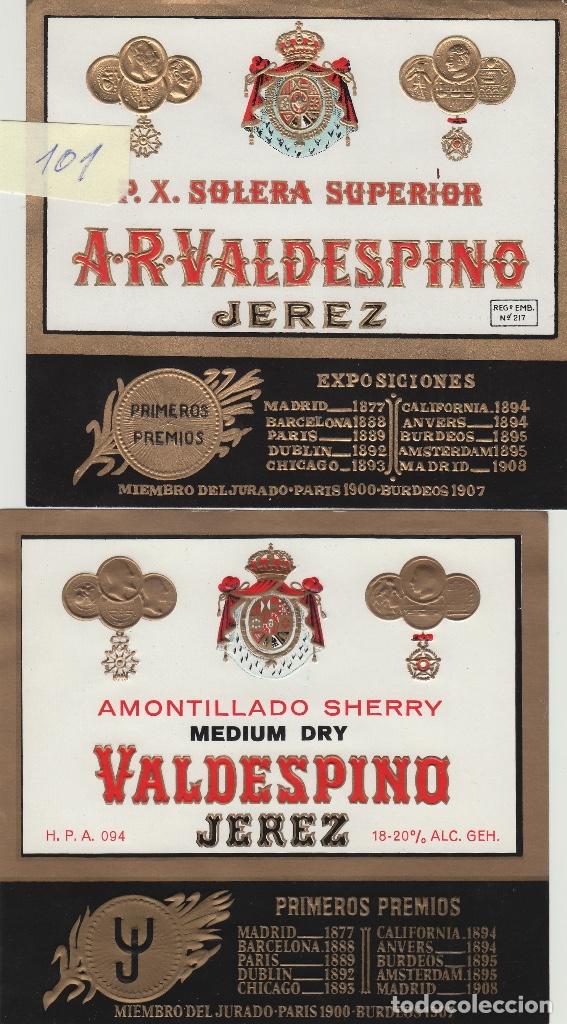 101
P. X. SOLERA SUPERIOR
A·R·VALDESPINO
JEREZ
REGº EMB.
Nº 217
PRIMEROS
PREMIOS
EXPOSICIONES
MADRID 1877 CALIFORNIA.1894
BARCELONA 1888 ANVERS 1894
PARIS 1889 BURDEOS 1895
DUBLIN 1892 AMSTERDAM 1895
CHICAGO 1893 MADRID 1908
MIEMBRO DEL JURADO·PARIS 1900·BURDEOS 1907
AMONTILLADO SHERRY
MEDIUM DRY
VALDESPINO
JEREZ
H. P. A. 094
18-20% ALC. GEH.
PRIMEROS PREMIOS
MADRID 1877 CALIFORNIA.1894
BARCELONA.1888 ANVERS 1894
PARIS 1889 BURDEOS 1895
DUBLIN 1892 AMSTERDAM.1895
CHICAGO 1893 MADRID 1908
MIEMBRO DEL JURADO·PARIS 1900·BURDEOS 1907
todocoleccion